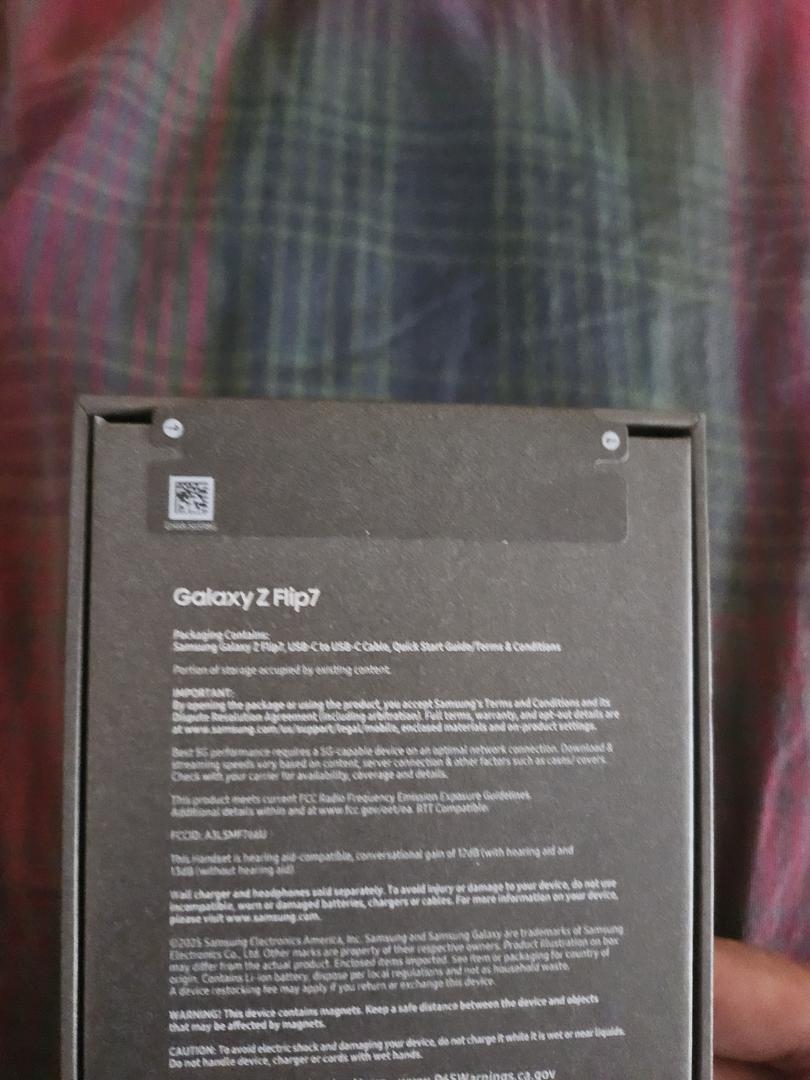 Galaxy Z Flip7
Packaging Contains:
Samsung Galaxy Z Flip7, USB-C to USB-C Cable, Quick Start Guide/Terms & Conditions
Portion of storage occupied by existing content.
IMPORTANT:
By opening the package or using the product, you accept Samsung's Terms and Conditions and its
Dispute Resolution Agreement (including arbitration). Full terms, warranty, and opt-out details are
at www.samsung.com/us/support/legal/mobile, enclosed materials and on-product settings.
Best 5G performance requires a 5G-capable device on an optimal network connection. Download &
streaming speeds vary based on content, server connection & other factors such as cases/ covers.
Check with your carrier for availability, coverage and details.
This product meets current FCC Radio Frequency Emission Exposure Guidelines.
Additional details within and at www.fcc.gov/oet/ea. RTT Compatible.
FCCID: A3LSMF766U
This Handset is hearing aid-compatible, conversational gain of 12dB (with hearing aid and
13dB (without hearing aid)
Wall charger and headphones sold separately. To avoid injury or damage to your device, do not use
incompatible, worn or damaged batteries, chargers or cables. For more information on your device,
please visit www.samsung.com.
©2025 Samsung Electronics America, Inc. Samsung and Samsung Galaxy are trademarks of Samsung
Electronics Co., Ltd. Other marks are property of their respective owners. Product illustration on box
may differ from the actual product. Enclosed items imported. See item or packaging for country of
origin. Contains Li-ion battery, dispose per local regulations and not as household waste.
A device restocking fee may apply if you return or exchange this device.
WARNING! This device contains magnets. Keep a safe distance between the device and objects
that may be affected by magnets.
CAUTION: To avoid electric shock and damaging your device, do not charge it while it is wet or near liquids.
Do not handle device, charger or cords with wet hands.
www.P65Warnings.ca.gov